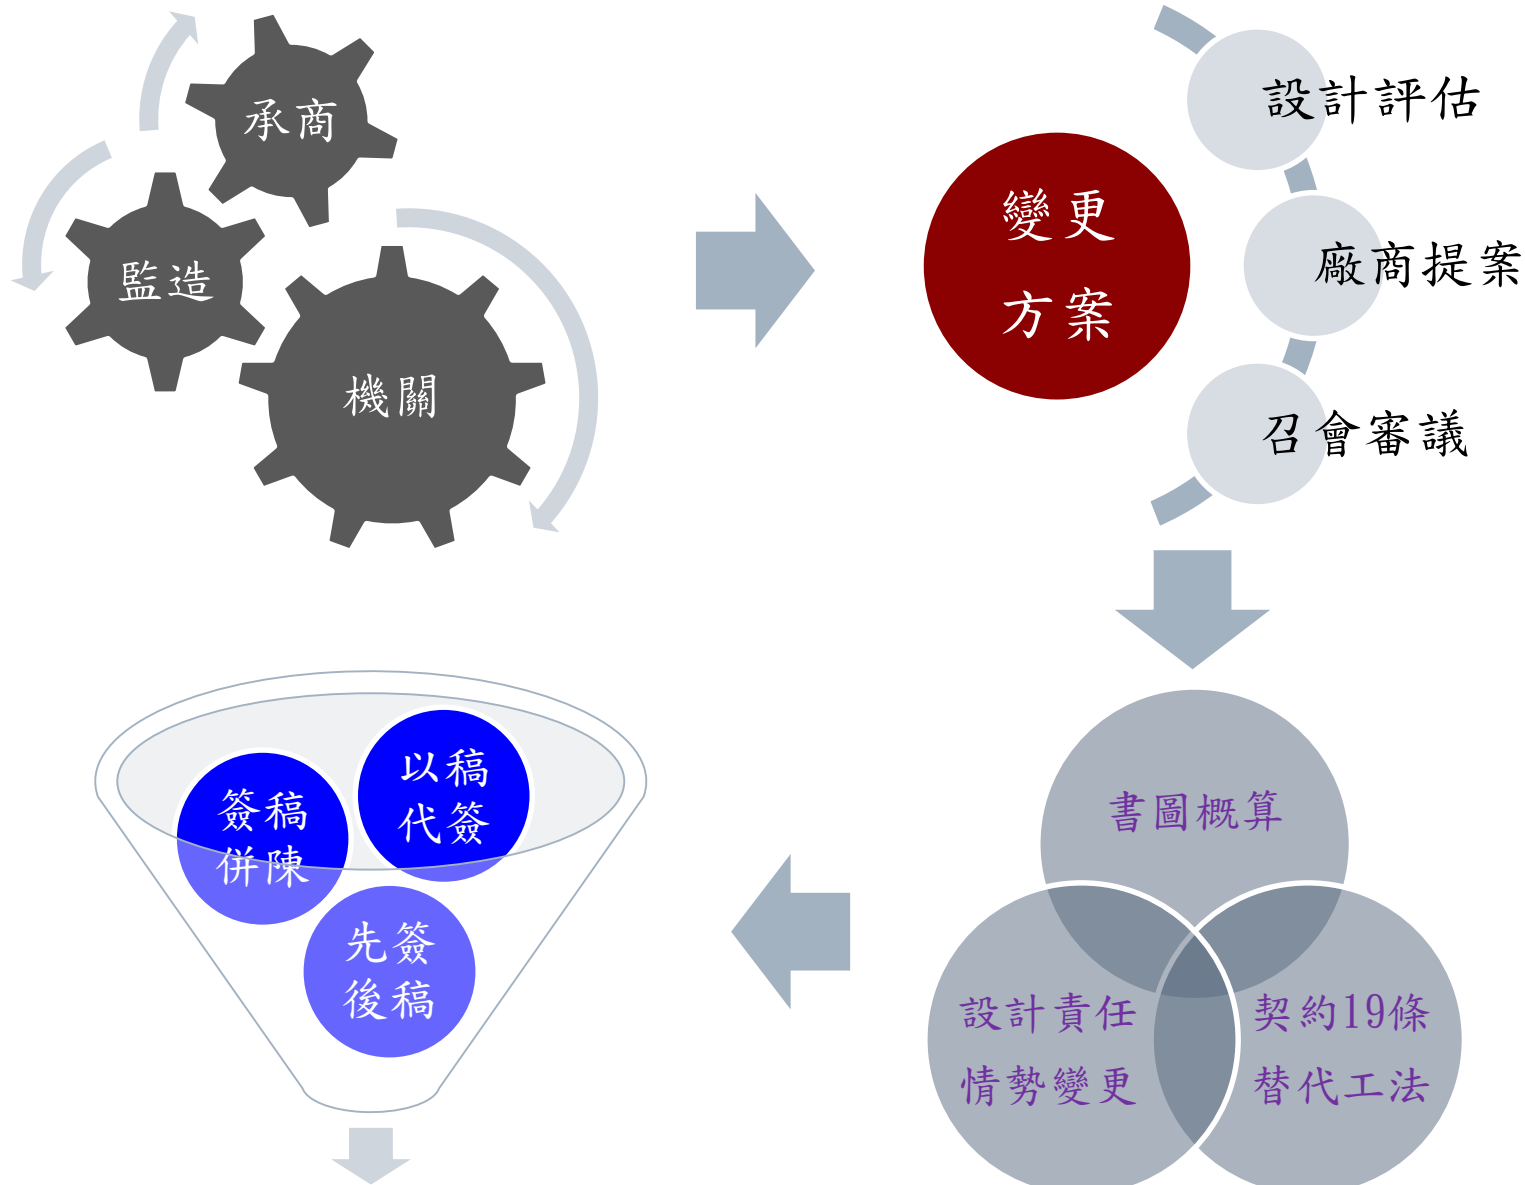 承商
監造
機關
變更
方案
設計評估
廠商提案
召會審議
書圖概算
設計責任
情勢變更
契約19條
替代工法
以稿
代簽
簽稿
併陳
先簽
後稿